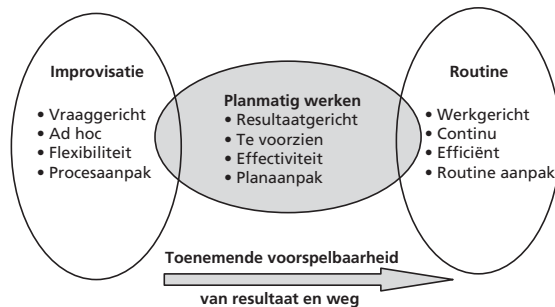 Improvisatie
• Vraaggericht
• Ad hoc
• Flexibiliteit
• Procesaanpak
Planmatig werken
• Resultaatgericht
• Te voorzien
• Effectiviteit
• Planaanpak
Routine
• Werkgericht
• Continu
• Efficiënt
• Routine aanpak
Toenemende voorspelbaarheid
van resultaat en weg